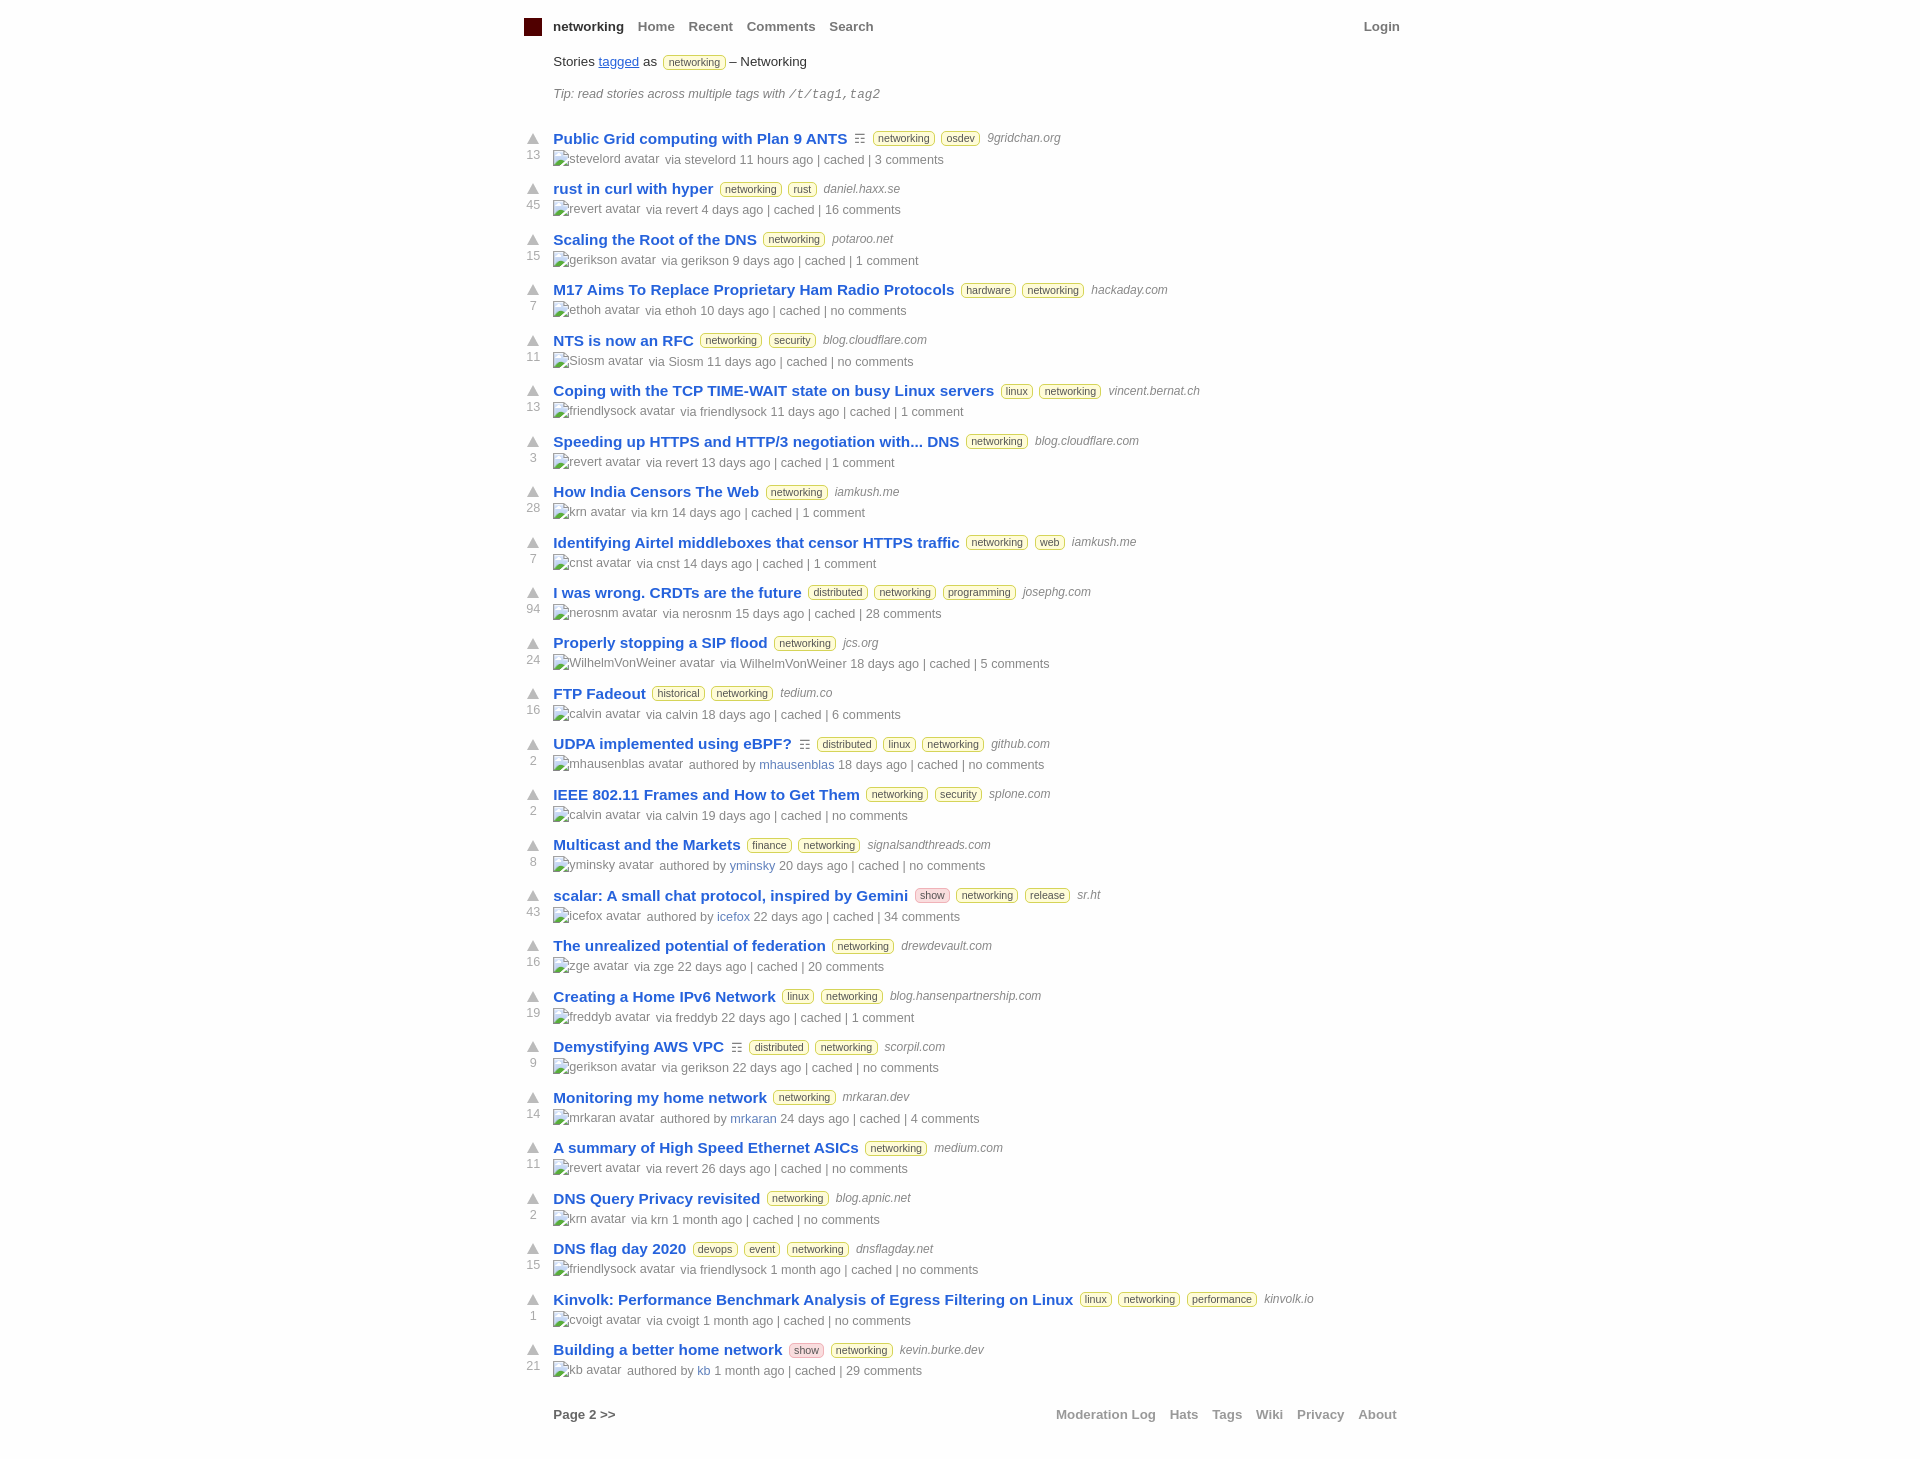 networking Home Recent Comments Search Login
Stories tagged as networking – Networking
Tip: read stories across multiple tags with /t/tag1,tag2
Public Grid computing with Plan 9 ANTS ☶ networking osdev 9gridchan.org
13 stevelord avatar via stevelord 11 hours ago | cached | 3 comments
rust in curl with hyper networking rust daniel.haxx.se
45 revert avatar via revert 4 days ago | cached | 16 comments
Scaling the Root of the DNS networking potaroo.net
15 gerikson avatar via gerikson 9 days ago | cached | 1 comment
M17 Aims To Replace Proprietary Ham Radio Protocols hardware networking hackaday.com
7 ethoh avatar via ethoh 10 days ago | cached | no comments
NTS is now an RFC networking security blog.cloudflare.com
11 Siosm avatar via Siosm 11 days ago | cached | no comments
Coping with the TCP TIME-WAIT state on busy Linux servers linux networking vincent.bernat.ch
13 friendlysock avatar via friendlysock 11 days ago | cached | 1 comment
Speeding up HTTPS and HTTP/3 negotiation with... DNS networking blog.cloudflare.com
3 revert avatar via revert 13 days ago | cached | 1 comment
How India Censors The Web networking iamkush.me
28 krn avatar via krn 14 days ago | cached | 1 comment
Identifying Airtel middleboxes that censor HTTPS traffic networking web iamkush.me
7 cnst avatar via cnst 14 days ago | cached | 1 comment
I was wrong. CRDTs are the future distributed networking programming josephg.com
94 nerosnm avatar via nerosnm 15 days ago | cached | 28 comments
Properly stopping a SIP flood networking jcs.org
24 WilhelmVonWeiner avatar via WilhelmVonWeiner 18 days ago | cached | 5 comments
FTP Fadeout historical networking tedium.co
16 calvin avatar via calvin 18 days ago | cached | 6 comments
UDPA implemented using eBPF? ☶ distributed linux networking github.com
2 mhausenblas avatar authored by mhausenblas 18 days ago | cached | no comments
IEEE 802.11 Frames and How to Get Them networking security splone.com
2 calvin avatar via calvin 19 days ago | cached | no comments
Multicast and the Markets finance networking signalsandthreads.com
8 yminsky avatar authored by yminsky 20 days ago | cached | no comments
scalar: A small chat protocol, inspired by Gemini show networking release sr.ht
43 icefox avatar authored by icefox 22 days ago | cached | 34 comments
The unrealized potential of federation networking drewdevault.com
16 zge avatar via zge 22 days ago | cached | 20 comments
Creating a Home IPv6 Network linux networking blog.hansenpartnership.com
19 freddyb avatar via freddyb 22 days ago | cached | 1 comment
Demystifying AWS VPC ☶ distributed networking scorpil.com
9 gerikson avatar via gerikson 22 days ago | cached | no comments
Monitoring my home network networking mrkaran.dev
14 mrkaran avatar authored by mrkaran 24 days ago | cached | 4 comments
A summary of High Speed Ethernet ASICs networking medium.com
11 revert avatar via revert 26 days ago | cached | no comments
DNS Query Privacy revisited networking blog.apnic.net
2 krn avatar via krn 1 month ago | cached | no comments
DNS flag day 2020 devops event networking dnsflagday.net
15 friendlysock avatar via friendlysock 1 month ago | cached | no comments
Kinvolk: Performance Benchmark Analysis of Egress Filtering on Linux linux networking performance kinvolk.io
1 cvoigt avatar via cvoigt 1 month ago | cached | no comments
Building a better home network show networking kevin.burke.dev
21 kb avatar authored by kb 1 month ago | cached | 29 comments
Page 2 >> Moderation Log Hats Tags Wiki Privacy About